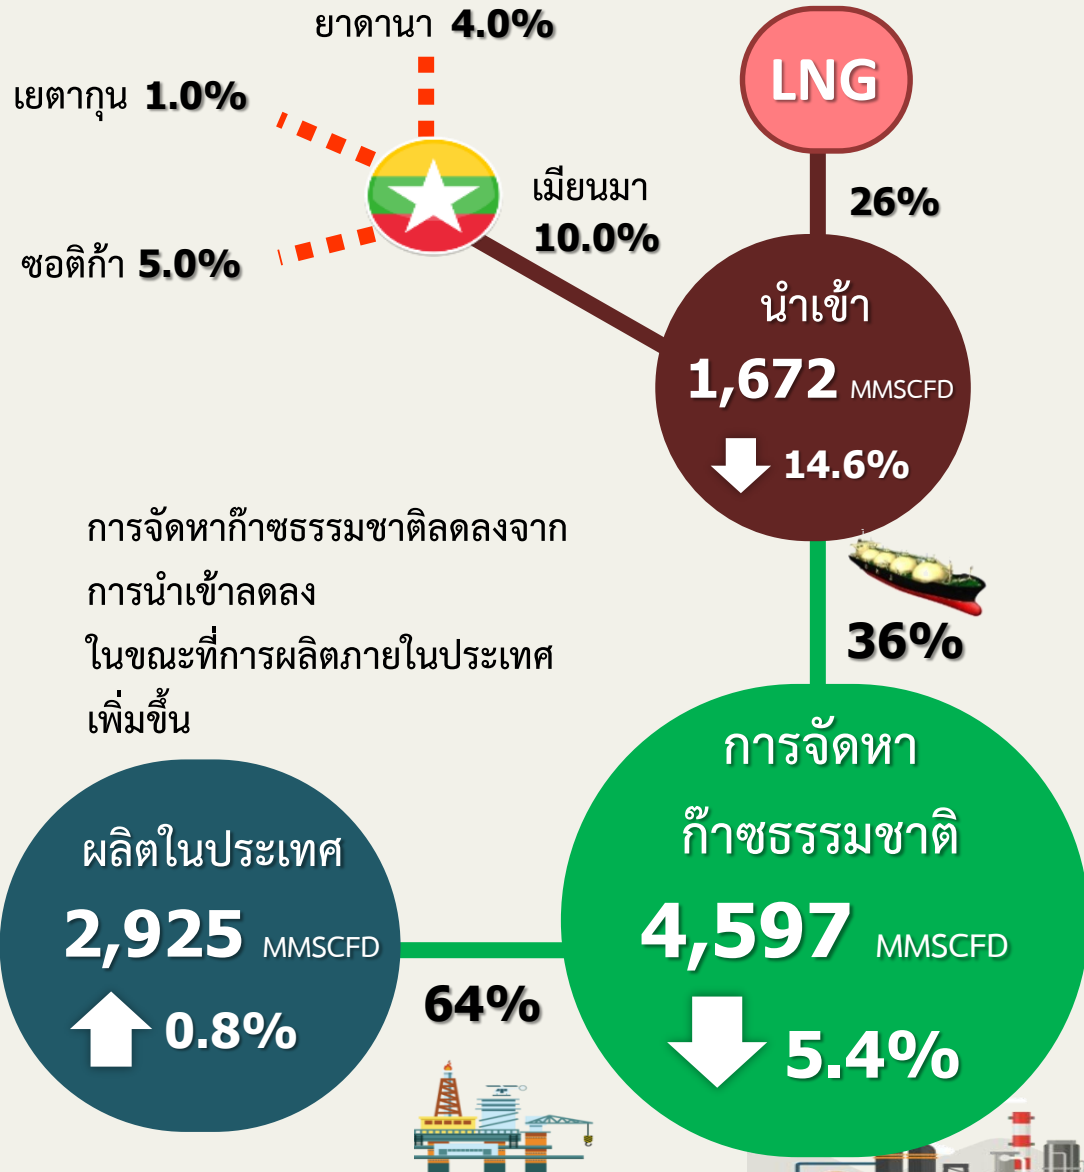 ยาดานา 4.0%
เยตากุน 1.0%
ซอติก้า 5.0%
เมียนมา
10.0%
LNG
26%
นำเข้า
1,672 MMSCFD
14.6%
36%
การจัดหาก๊าซธรรมชาติลดลงจาก
การนำเข้าลดลง
ในขณะที่การผลิตภายในประเทศ
เพิ่มขึ้น
การจัดหา
ก๊าซธรรมชาติ
4,597 MMSCFD
5.4%
ผลิตในประเทศ
2,925 MMSCFD
0.8%
64%